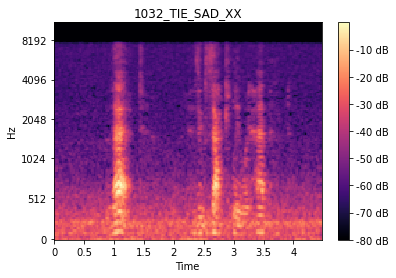 1032_TIE_SAD_XX
8192
4096
2048
1024
512
0
Hz
0 0.5 1 1.5 2 2.5 3 3.5 4
Time
-10 dB
-20 dB
-30 dB
-40 dB
-50 dB
-60 dB
-70 dB
-80 dB